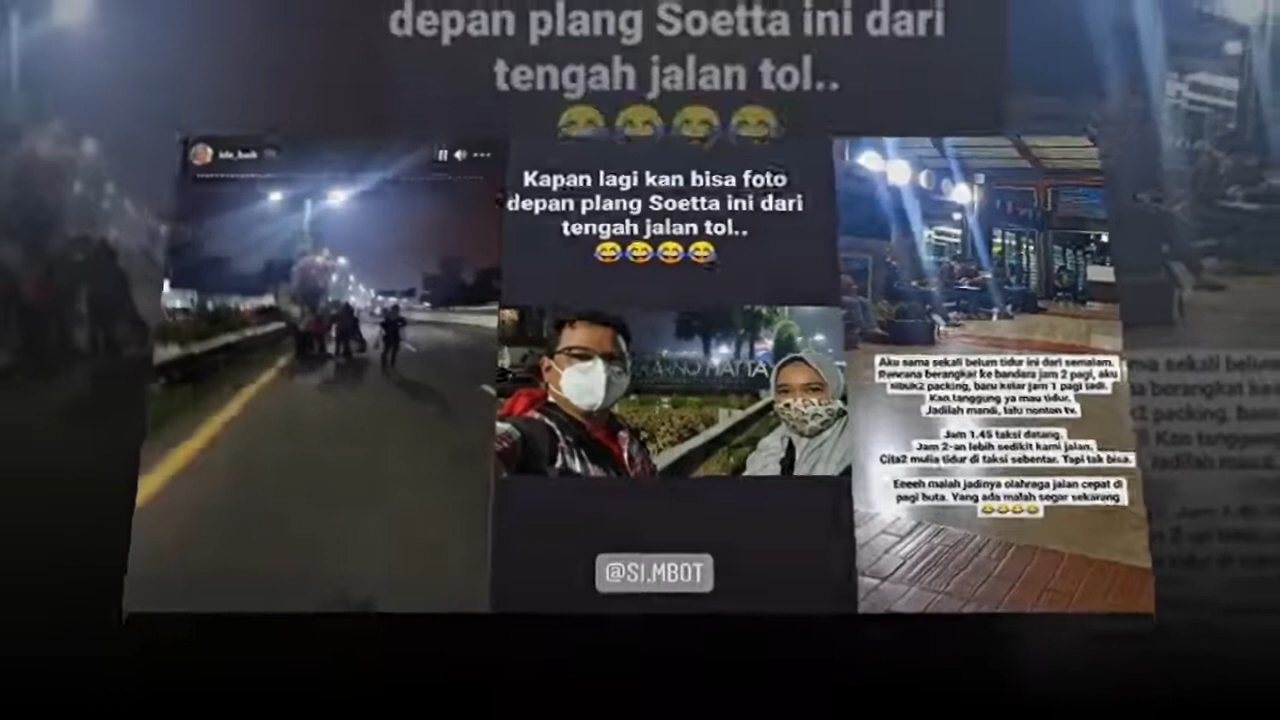 depan plang Soetta ini dari
tengah jalan tol..
Kapan lagi kan bisa foto
depan plang Soetta ini dari
tengah jalan tol..
HATTA
@SI.MBOT
Aku sama sekali belum tidur ini dari semalam.
Rencana berangkat ke bandara jam 2 pagi, aku
sibuk2 packing, baru kelar jam 1 pagi jadi.
Kan tanggung ya mau tidur.
Jadilah mandi, lalu nonton tv.
Jam 1.45 taksi datang.
Jam 2-an lebih sedikit kami jalan.
Cita2 mulia tidur di taksi sebentar. Tapi tak bisa.
Eeeeh malah jadinya olahraga jalan cepat di
pagi buta. Yang ada malah segar sekarang